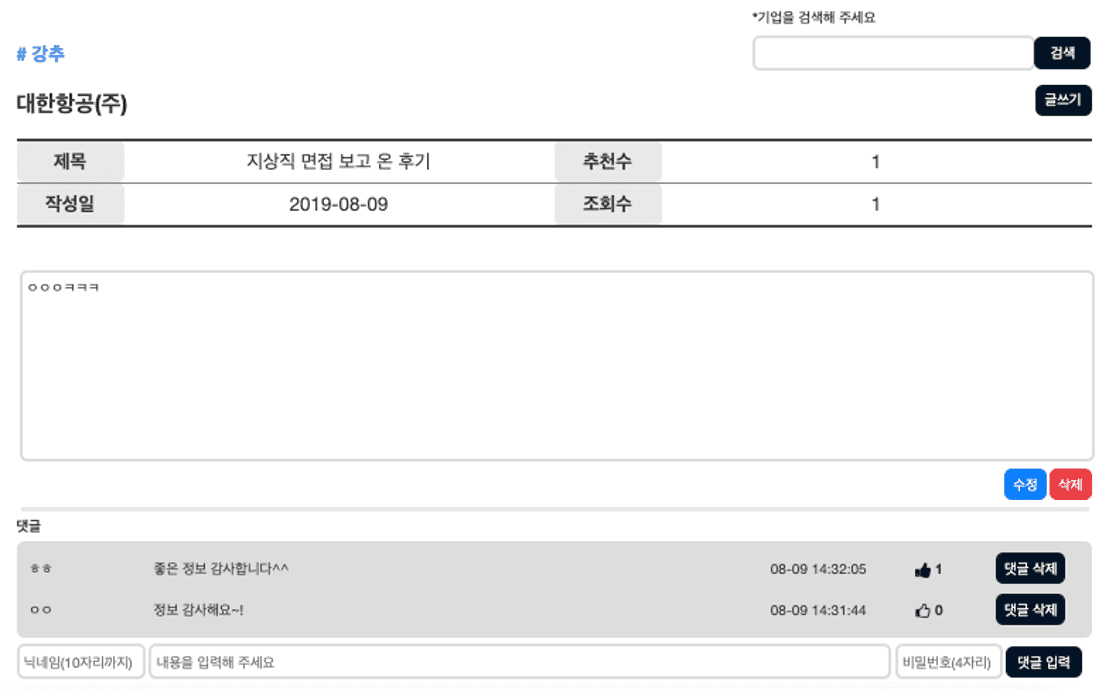 *기업을 검색해 주세요
# 강추
검색
대한항공(주)
글쓰기
제목 지상직 면접 보고 온 후기 추천수 1
작성일 2019-08-09 조회수 1
ㅇㅇㅇㅋㅋㅋ
수정 삭제
댓글
ㅎㅎ 좋은 정보 감사합니다^^ 08-09 14:32:05 1 댓글 삭제
ㅇㅇ 정보 감사해요~! 08-09 14:31:44 0 댓글 삭제
닉네임(10자리까지) 내용을 입력해 주세요 비밀번호(4자리) 댓글 입력